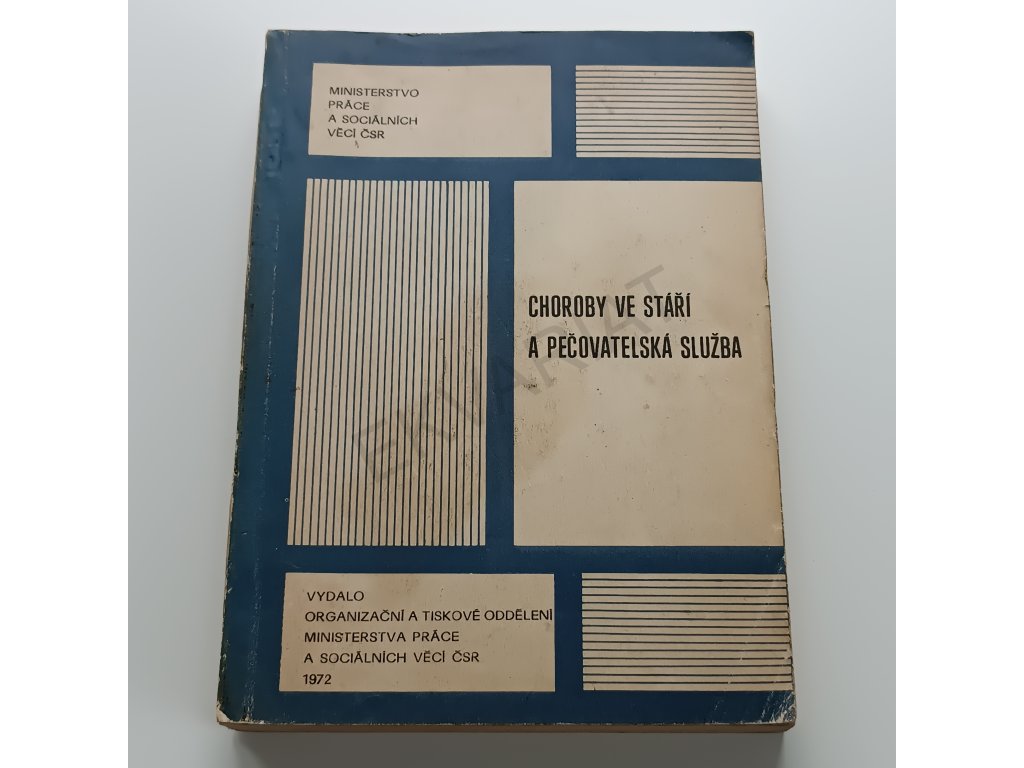 MINISTERSTVO
PRÁCE
A SOCIÁLNÍCH
VĚCÍ ČSR
CHOROBY VE STÁŘÍ
A PEČOVATELSKÁ SLUŽBA
EKVARIAT
VYDALO
ORGANIZAČNÍ A TISKOVÉ ODDĚLENÍ
MINISTERSTVA PRÁCE
A SOCIÁLNÍCH VĚCÍ ČSR
1972